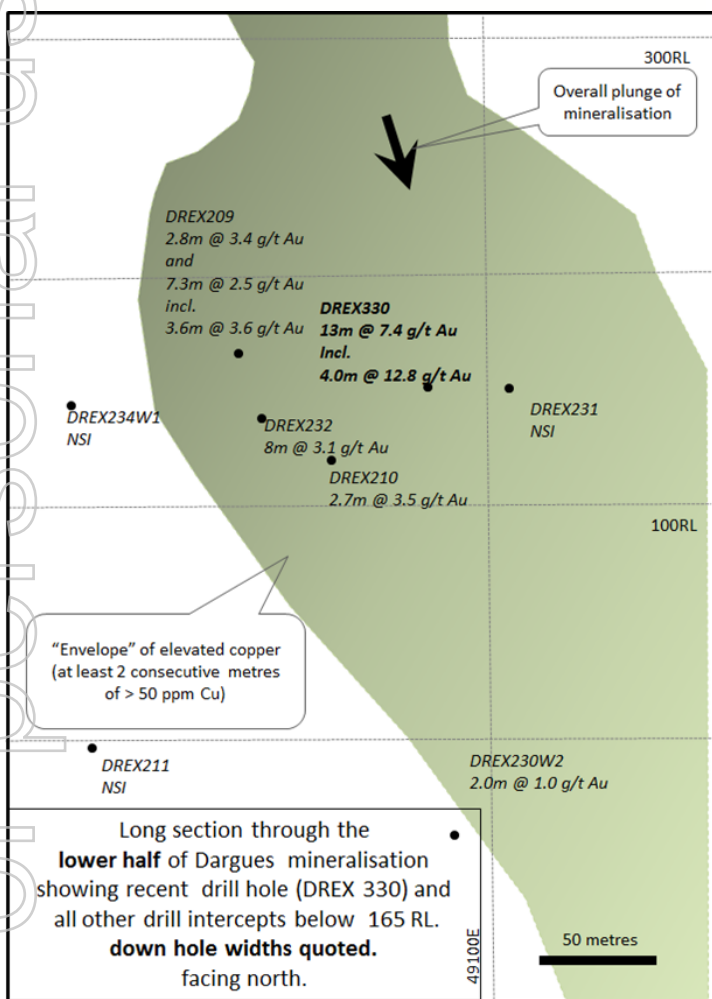 300RL
Overall plunge of
mineralisation
DREX209
2.8m @ 3.4 g/t Au
and
7.3m @ 2.5 g/t Au
incl.
3.6m @ 3.6 g/t Au
DREX330
13m @ 7.4 g/t Au
Incl.
4.0m @ 12.8 g/t Au
DREX234W1
NSI
DREX232
8m @ 3.1 g/t Au
DREX231
NSI
DREX210
2.7m @ 3.5 g/t Au
100RL
“Envelope” of elevated copper
(at least 2 consecutive metres
of > 50 ppm Cu)
DREX211
NSI
DREX230W2
2.0m @ 1.0 g/t Au
Long section through the
lower half of Dargues mineralisation
showing recent drill hole (DREX 330) and
all other drill intercepts below 165 RL.
down hole widths quoted.
facing north.
49100E
50 metres